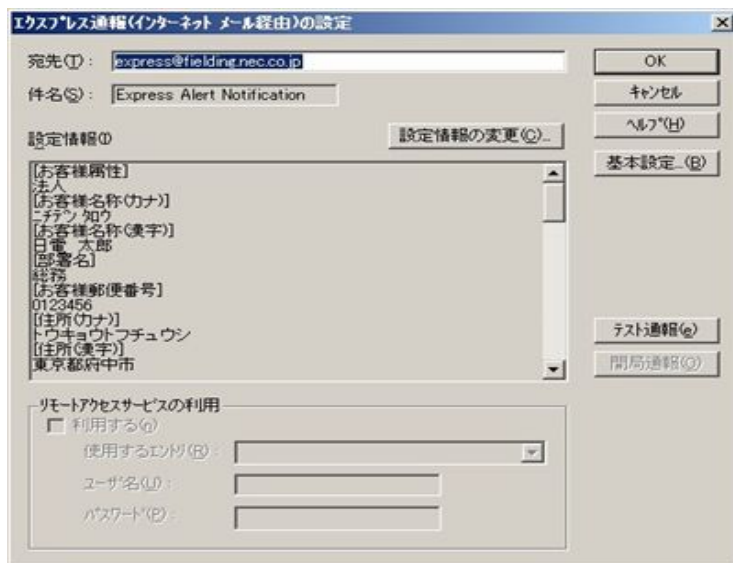 エクスプレス通報(インターネット メール経由)の設定
宛先(T): express@fielding.nec.co.jp
OK
件名(S): Express Alert Notification
キャンセル
ヘルプ(H)
設定情報(I)
設定情報の変更(C)...
基本設定...(B)
[お客様属性]
法人
[お客様名称(カナ)]
ニチデン タロウ
[お客様名称(漢字)]
日電 太郎
[部署名]
総務
[お客様郵便番号]
0123456
[住所(カナ)]
トウキョウトフチュウシ
[住所(漢字)]
東京都府中市
テスト通報(e)
開局通報(O)
リモートアクセスサービスの利用
利用する(n)
使用するエントリ(R):
ユーザ名(U):
パスワード(P):